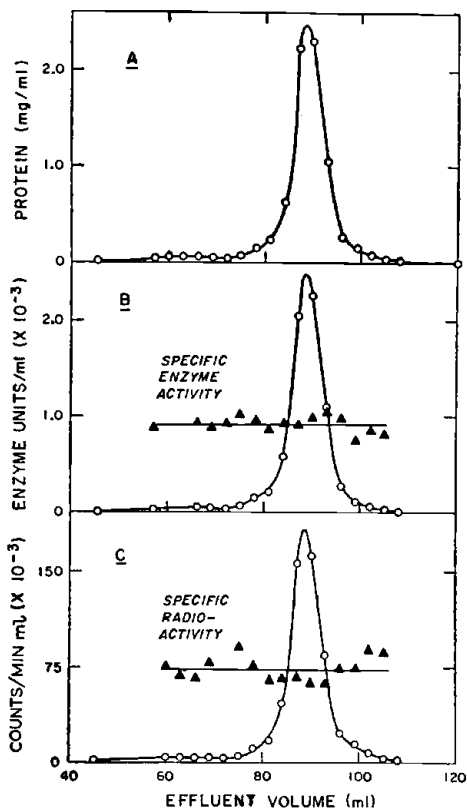 A
PROTEIN (mg/ml)
2.0
1.0
0
B
ENZYME UNITS/ml (X 10⁻³)
SPECIFIC
ENZYME
ACTIVITY
2.0
1.0
0
C
COUNTS/MIN ml (X 10⁻³)
SPECIFIC
RADIO-
ACTIVITY
150
75
0
40 60 80 100 120
EFFLUENT VOLUME (ml)